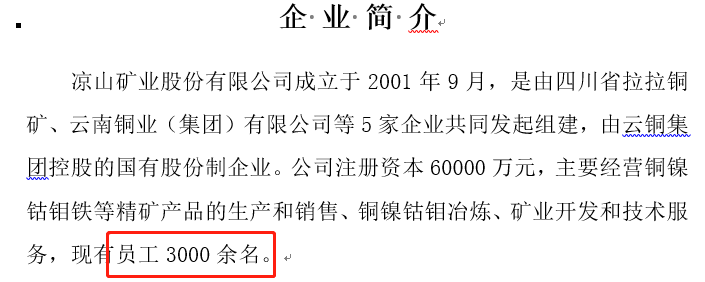 企业简介
凉山矿业股份有限公司成立于 2001 年 9 月，是由四川省拉拉铜
矿、云南铜业（集团）有限公司等 5 家企业共同发起组建，由云铜集
团控股的国有股份制企业。公司注册资本 60000 万元，主要经营铜镍
钴钼铁等精矿产品的生产和销售、铜镍钴钼冶炼、矿业开发和技术服
务，现有员工 3000 余名。